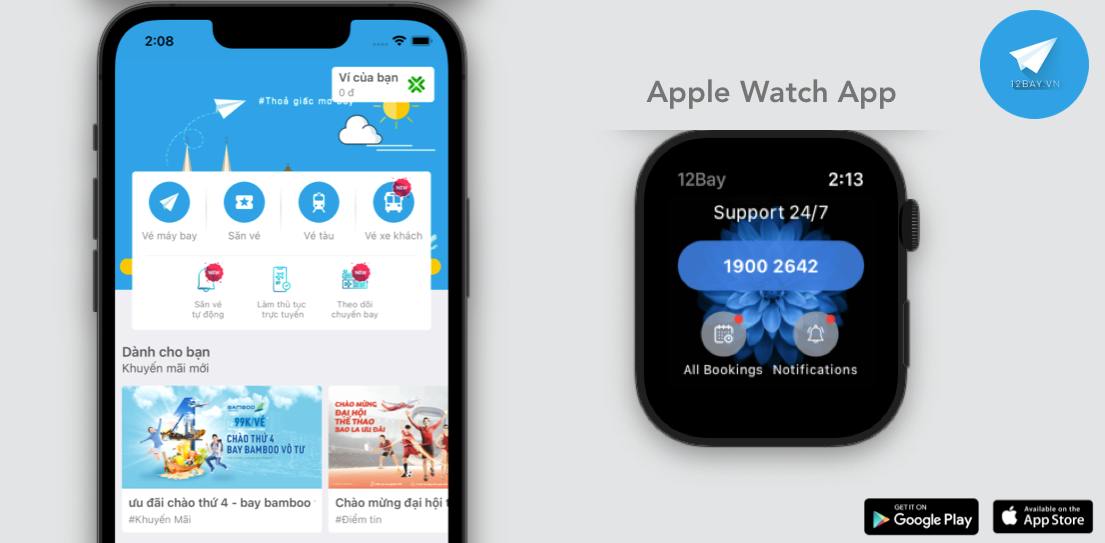 2:08
Ví của bạn
0 đ
#Thoả giấc mơ bay
Vé máy bay
Săn vé
Vé tàu
NEW
Vé xe khách
NEW
Săn vé
tự động
Làm thủ tục
trực tuyến
NEW
Theo dõi
chuyến bay
Dành cho bạn
Khuyến mãi mới
BAMBOO
99K/VÉ
CHÀO THỨ 4
BAY BAMBOO VÔ TƯ
ưu đãi chào thứ 4 - bay bamboo
#Khuyến Mãi
CHÀO MỪNG
ĐẠI HỘI
THỂ THAO
BAO LA ƯU ĐÃI
Chào mừng đại hội t
#Điểm tin
Apple Watch App
12Bay
2:13
Support 24/7
1900 2642
All Bookings
Notifications
12BAY.VN
GET IT ON
Google Play
Available on the
App Store